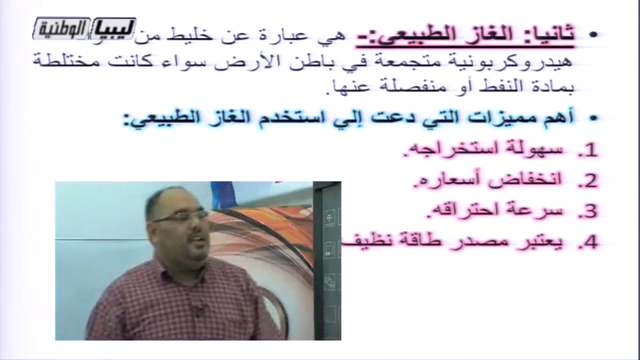 ليبيا الوطنية
ثانيا: الغاز الطبيعي:- هي عبارة عن خليط من
هيدروكربونية متجمعة في باطن الأرض سواء كانت مختلطة
بمادة النفط أو منفصلة عنها.
أهم مميزات التي دعت إلي استخدم الغاز الطبيعي:
1. سهولة استخراجه.
2. انخفاض أسعاره.
3. سرعة احتراقه.
4. يعتبر مصدر طاقة نظيف